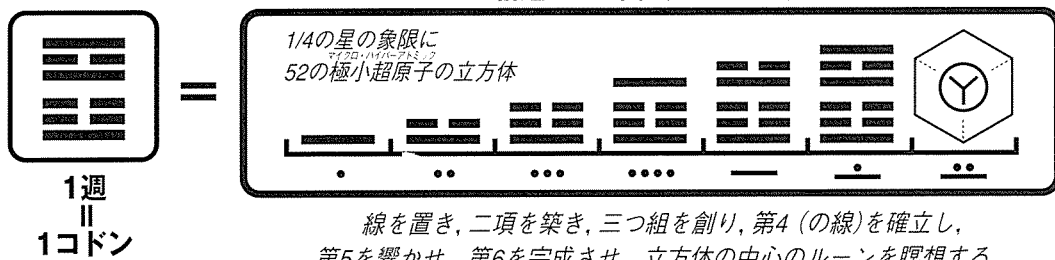 1/4の星の象限に
マイクロ・ハイパーアトミック
52の極小超原子の立方体
1週
=
1コドン
線を置き, 二項を築き, 三つ組を創り, 第4 (の線)を確立し,
第5を響かせ, 第6を完成させ, 立方体の中心のルーンを瞑想する